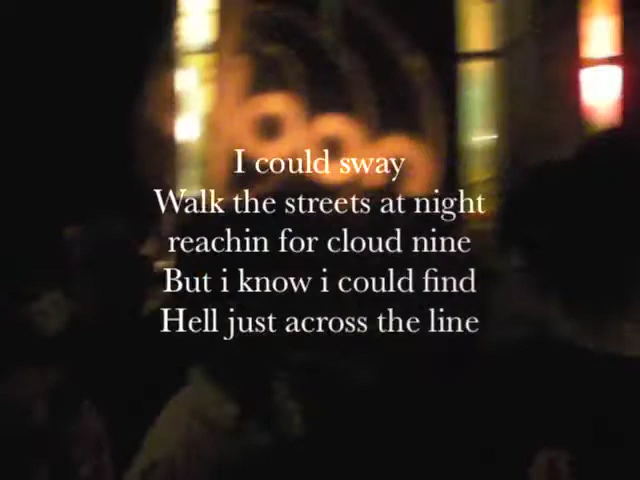 I could sway
Walk the streets at night
reachin for cloud nine
But i know i could find
Hell just across the line